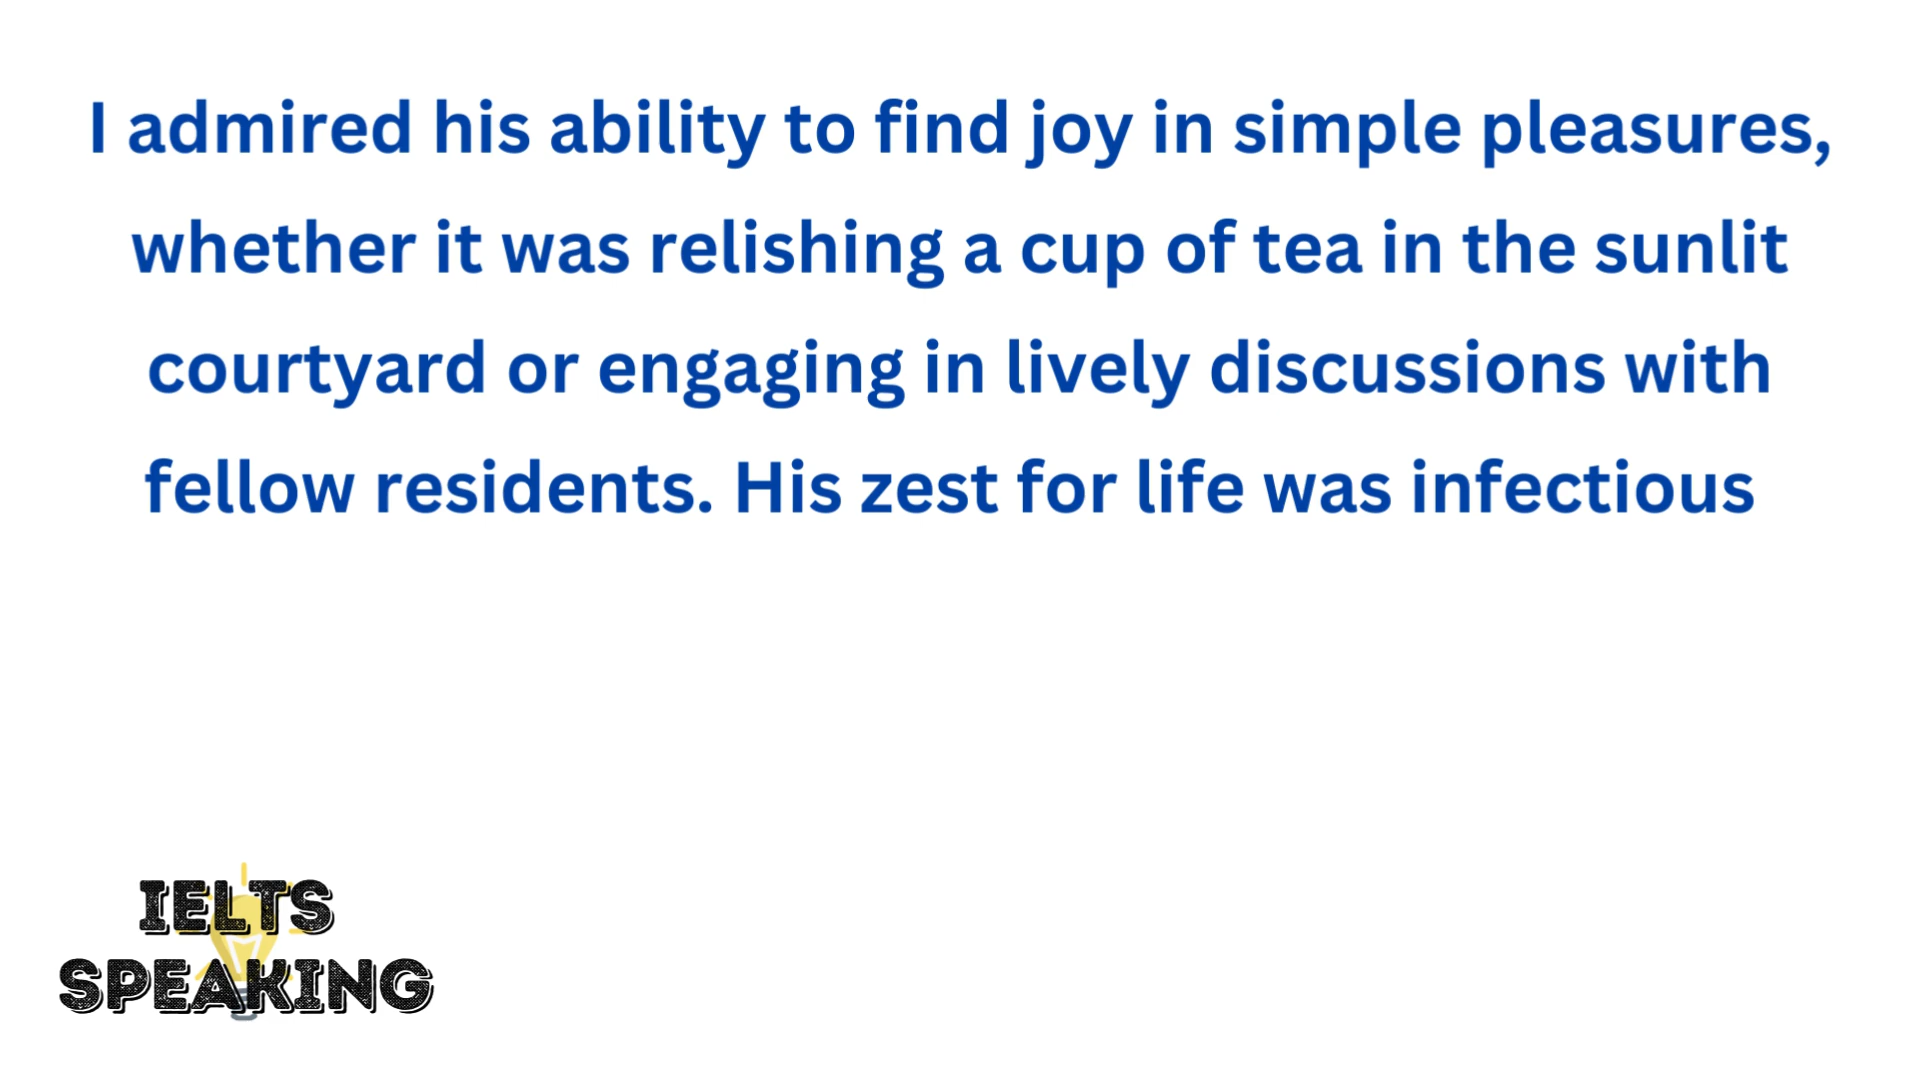 I admired his ability to find joy in simple pleasures,
whether it was relishing a cup of tea in the sunlit
courtyard or engaging in lively discussions with
fellow residents. His zest for life was infectious
IELTS
SPEAKING